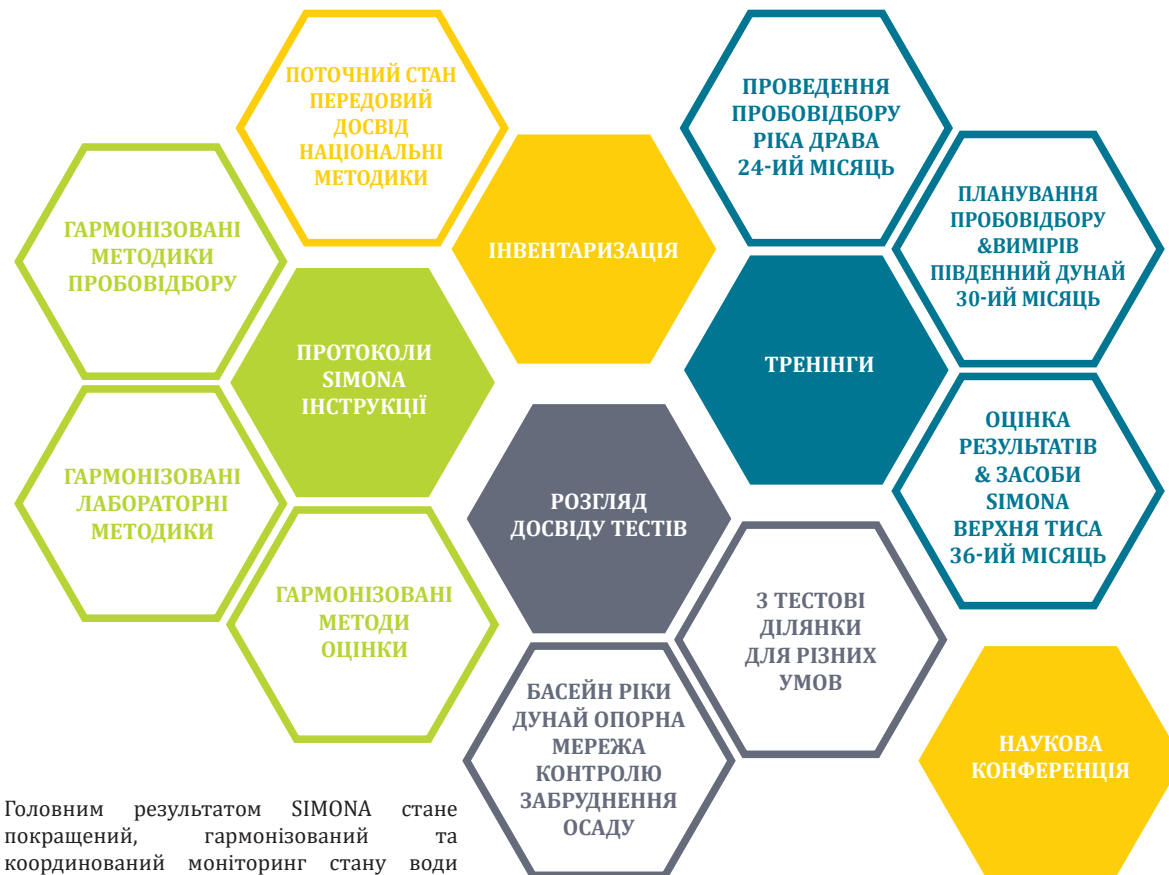 ПОТОЧНИЙ СТАН
ПЕРЕДОВИЙ
ДОСВІД
НАЦІОНАЛЬНІ
МЕТОДИКИ
ПРОВЕДЕННЯ
ПРОБОВІДБОРУ
РІКА ДРАВА
24-ИЙ МІСЯЦЬ
ГАРМОНІЗОВАНІ
МЕТОДИКИ
ПРОБОВІДБОРУ
ІНВЕНТАРИЗАЦІЯ
ПЛАНУВАННЯ
ПРОБОВІДБОРУ
&ВИМІРІВ
ПІВДЕННИЙ ДУНАЙ
30-ИЙ МІСЯЦЬ
ПРОТОКОЛИ
SIMONA
ІНСТРУКЦІЇ
ТРЕНІНГИ
ГАРМОНІЗОВАНІ
ЛАБОРАТОРНІ
МЕТОДИКИ
РОЗГЛЯД
ДОСВІДУ ТЕСТІВ
ОЦІНКА
РЕЗУЛЬТАТІВ
& ЗАСОБИ
SIMONA
ВЕРХНЯ ТИСА
36-ИЙ МІСЯЦЬ
ГАРМОНІЗОВАНІ
МЕТОДИ
ОЦІНКИ
3 ТЕСТОВІ
ДІЛЯНКИ
ДЛЯ РІЗНИХ
УМОВ
БАСЕЙН РІКИ
ДУНАЙ ОПОРНА
МЕРЕЖА
КОНТРОЛЮ
ЗАБРУДНЕННЯ
ОСАДУ
НАУКОВА
КОНФЕРЕНЦІЯ
Головним результатом SIMONA стане
покращений, гармонізований та
координований моніторинг стану води